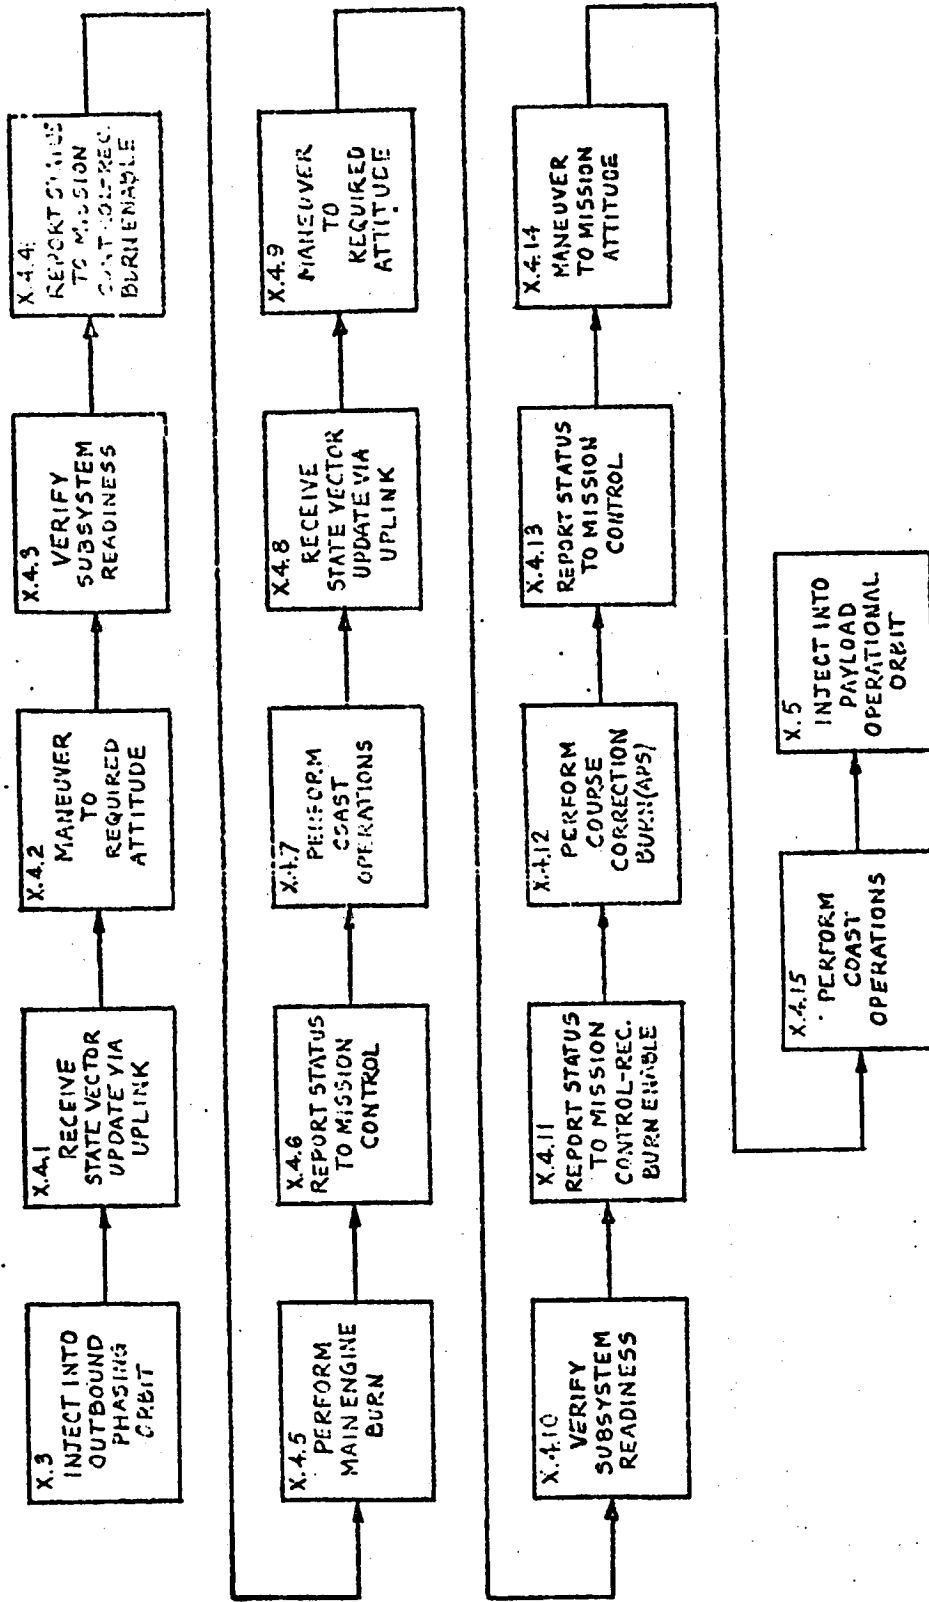 X.3
INJECT INTO
OUTBOUND
PHASING
ORBIT
X.4.1
RECEIVE
STATE VECTOR
UPDATE VIA
UPLINK
X.4.2
MANEUVER
TO
REQUIRED
ATTITUDE
X.4.3
VERIFY
SUBSYSTEM
READINESS
X.4.4
REPORT STATUS
TO MISSION
CONTROL-REC.
BURN ENABLE
X.4.5
PERFORM
MAIN ENGINE
BURN
X.4.6
REPORT STATUS
TO MISSION
CONTROL
X.4.7
PERFORM
COAST
OPERATIONS
X.4.8
RECEIVE
STATE VECTOR
UPDATE VIA
UPLINK
X.4.9
MANEUVER
TO
REQUIRED
ATTITUDE
X.4.10
VERIFY
SUBSYSTEM
READINESS
X.4.11
REPORT STATUS
TO MISSION
CONTROL-REC.
BURN ENABLE
X.4.12
PERFORM
COURSE
CORRECTION
BURN (APS)
X.4.13
REPORT STATUS
TO MISSION
CONTROL
X.4.14
MANEUVER
TO MISSION
ATTITUDE
X.4.15
PERFORM
COAST
OPERATIONS
X.5
INJECT INTO
PAYLOAD
OPERATIONAL
ORBIT